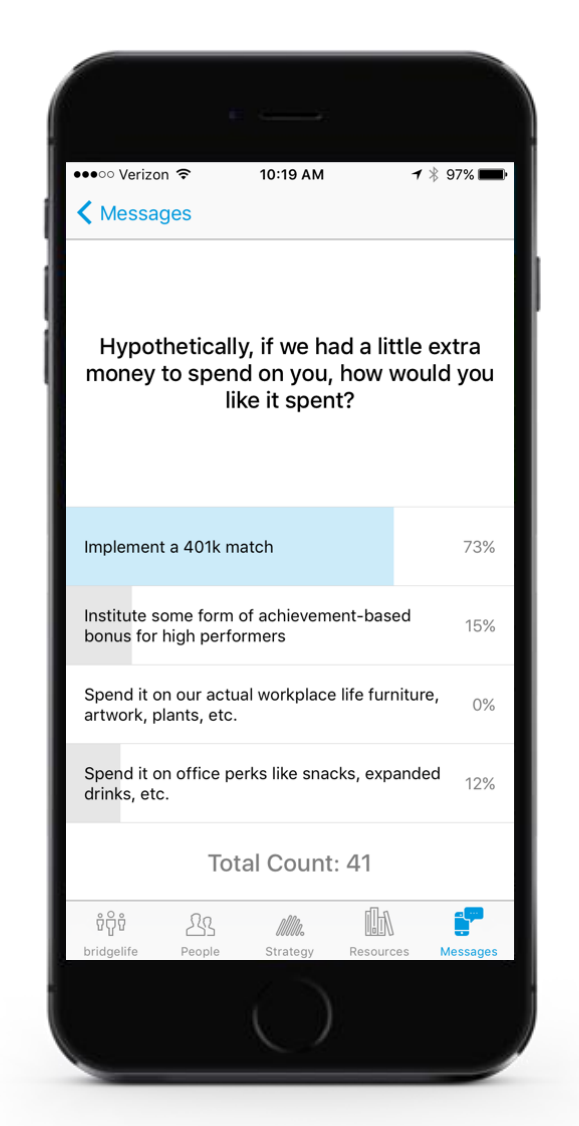 Verizon 10:19 AM 97%
Messages
Hypothetically, if we had a little extra
money to spend on you, how would you
like it spent?
Implement a 401k match 73%
Institute some form of achievement-based
bonus for high performers
15%
Spend it on our actual workplace life furniture,
artwork, plants, etc.
0%
Spend it on office perks like snacks, expanded
drinks, etc.
12%
Total Count: 41
bridgelife People Strategy Resources Messages